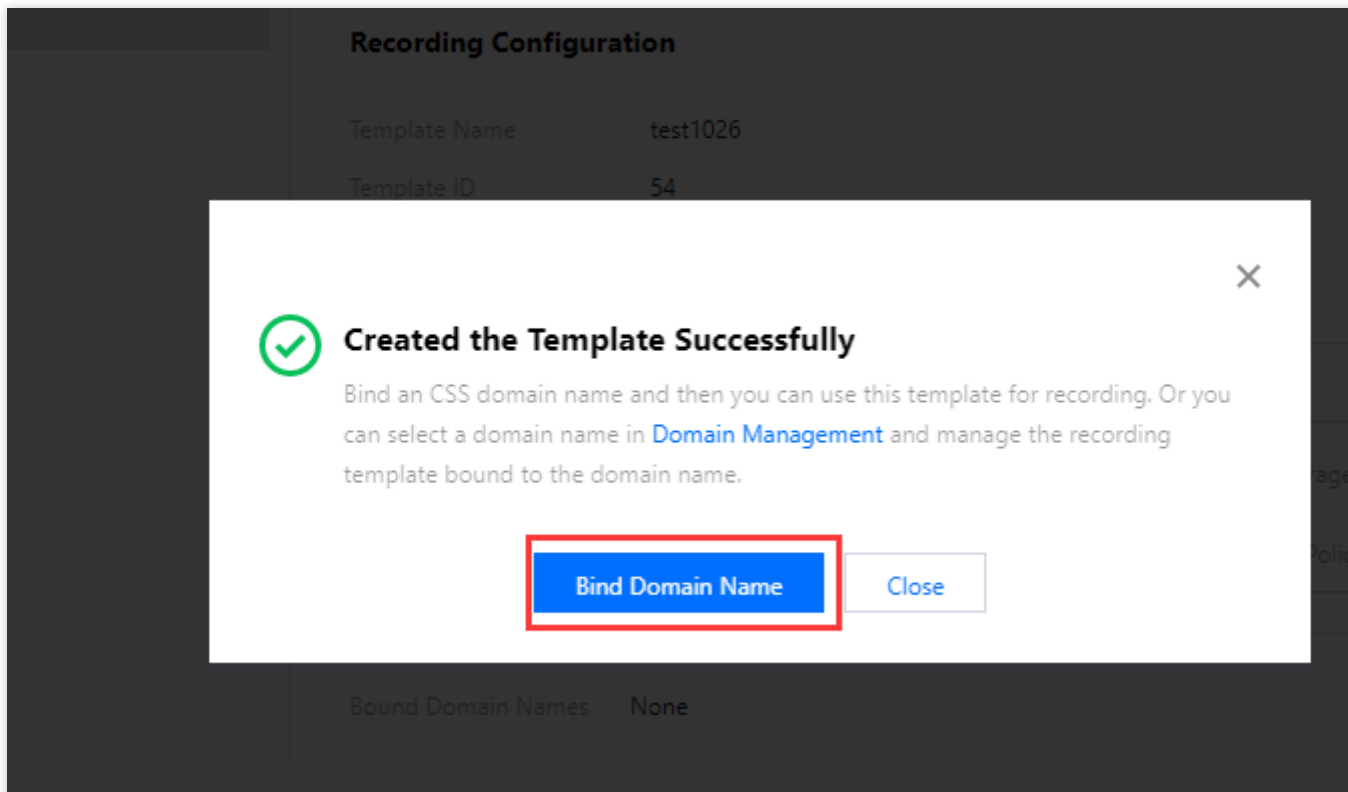 Recording Configuration
Template Name test1026
Template ID 54
Created the Template Successfully
Bind an CSS domain name and then you can use this template for recording. Or you
can select a domain name in Domain Management and manage the recording
template bound to the domain name.
Bind Domain Name Close
Bound Domain Names None